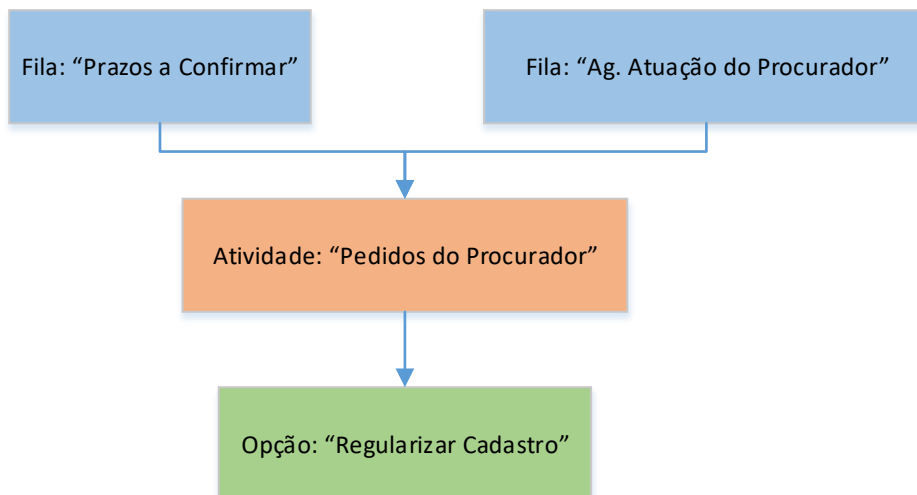 Fila: “Prazos a Confirmar”
Fila: “Ag. Atuação do Procurador”
Atividade: “Pedidos do Procurador”
Opção: “Regularizar Cadastro”